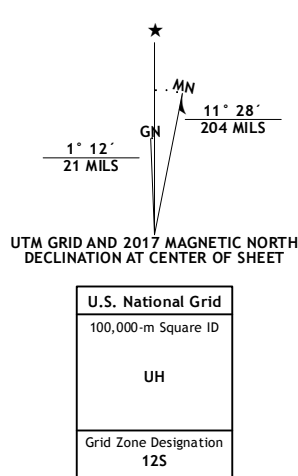 ★
MN
11° 28´
204 MILS
GN
1° 12´
21 MILS
UTM GRID AND 2017 MAGNETIC NORTH
DECLINATION AT CENTER OF SHEET
U.S. National Grid
100,000-m Square ID
UH
Grid Zone Designation
12S